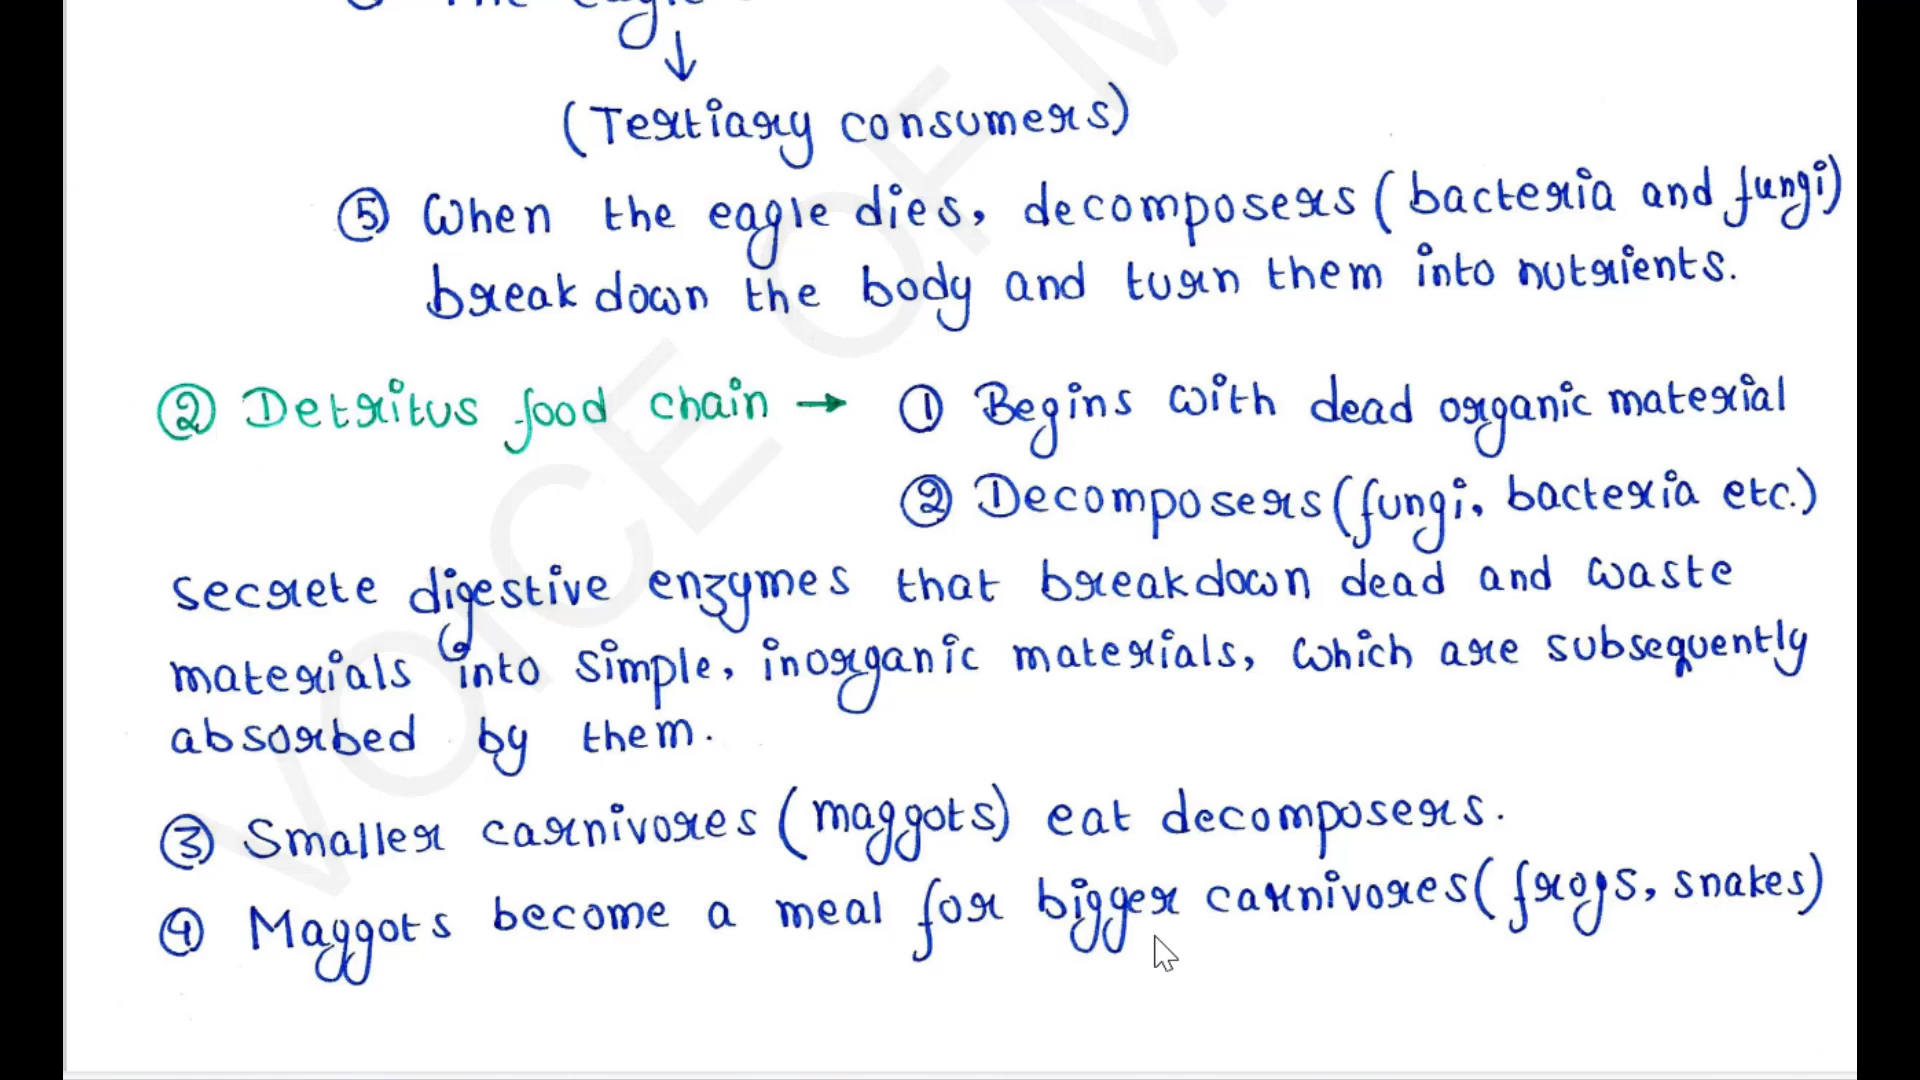 (Tertiary consumers)
⑤ When the eagle dies, decomposers (bacteria and fungi)
break down the body and turn them into nutrients.
② Detritus food chain → ① Begins with dead organic material
② Decomposers (fungi, bacteria etc.)
secrete digestive enzymes that breakdown dead and waste
materials into simple, inorganic materials, which are subsequently
absorbed by them.
③ Smaller carnivores (maggots) eat decomposers.
④ Maggots become a meal for bigger carnivores (frogs, snakes)
VOICE OF